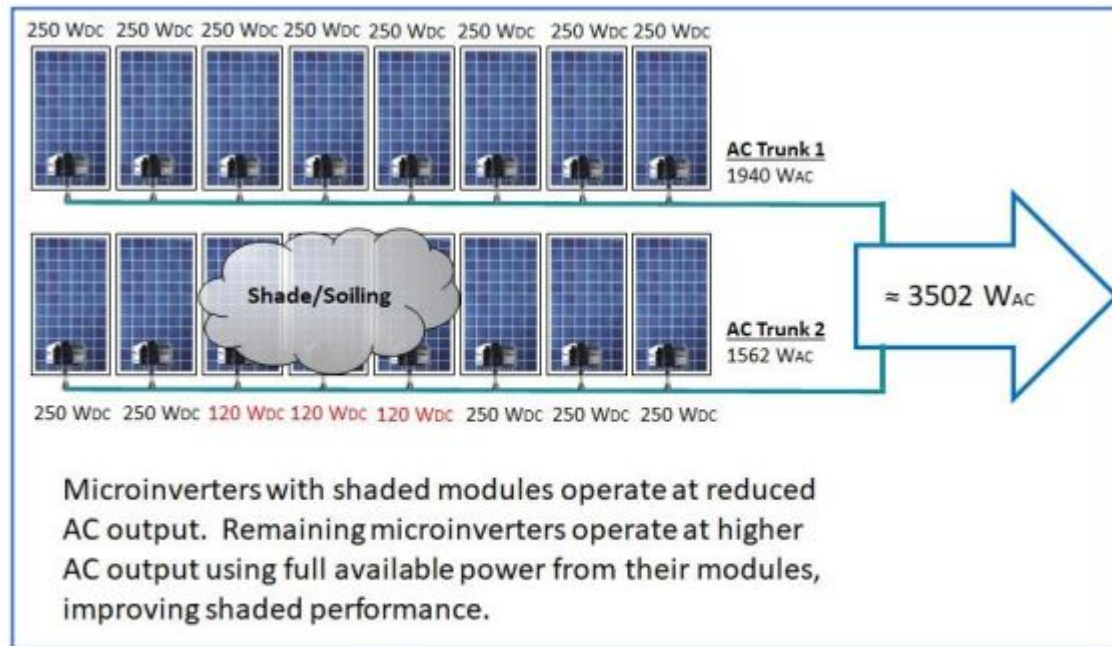 250 WDC 250 WDC 250 WDC 250 WDC 250 WDC 250 WDC 250 WDC 250 WDC
AC Trunk 1
1940 WAC
Shade/Soiling
≈ 3502 WAC
AC Trunk 2
1562 WAC
250 WDC 250 WDC 120 WDC 120 WDC 120 WDC 250 WDC 250 WDC 250 WDC
Microinverters with shaded modules operate at reduced
AC output. Remaining microinverters operate at higher
AC output using full available power from their modules,
improving shaded performance.